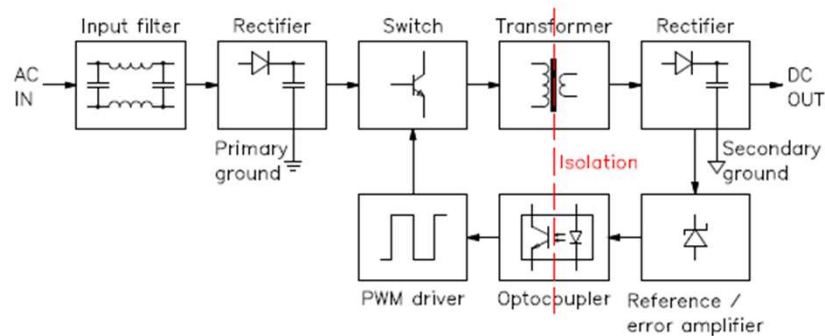 Input filter
Rectifier
Switch
Transformer
Rectifier
AC
IN
DC
OUT
Primary
ground
Isolation
Secondary
ground
PWM driver
Optocoupler
Reference /
error amplifier